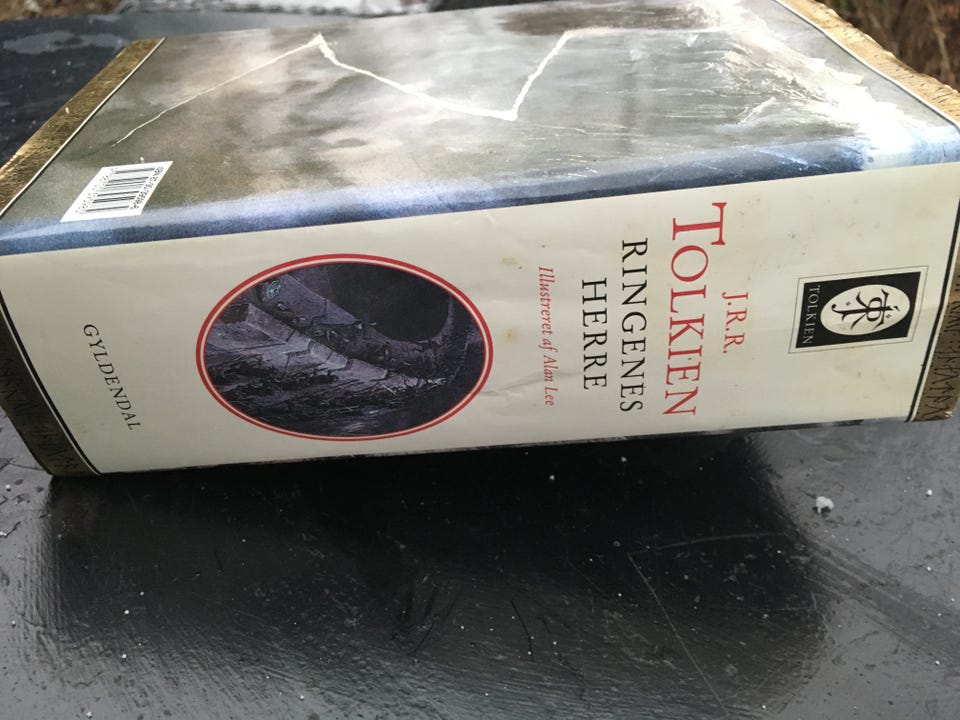 TOLKIEN
J.R.R.
TOLKIEN
RINGENES
HERRE
Illustreret af Alan Lee
GYLDENDAL